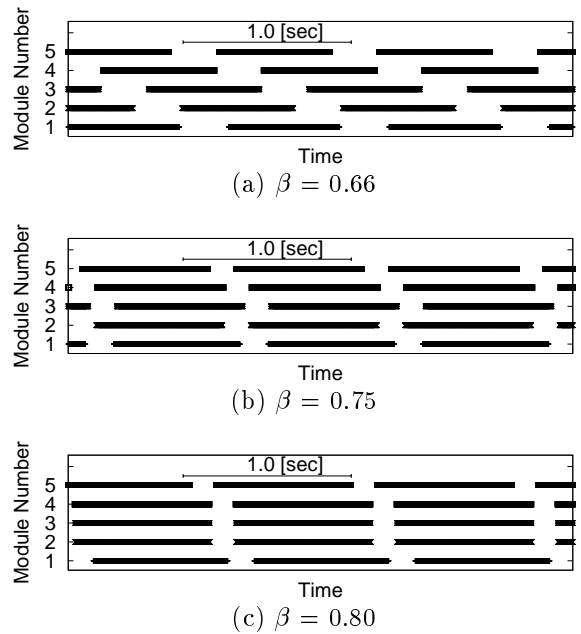 1.0 [sec]
Module Number
5
4
3
2
1
Time
(a) β = 0.66
1.0 [sec]
Module Number
5
4
3
2
1
Time
(b) β = 0.75
1.0 [sec]
Module Number
5
4
3
2
1
Time
(c) β = 0.80